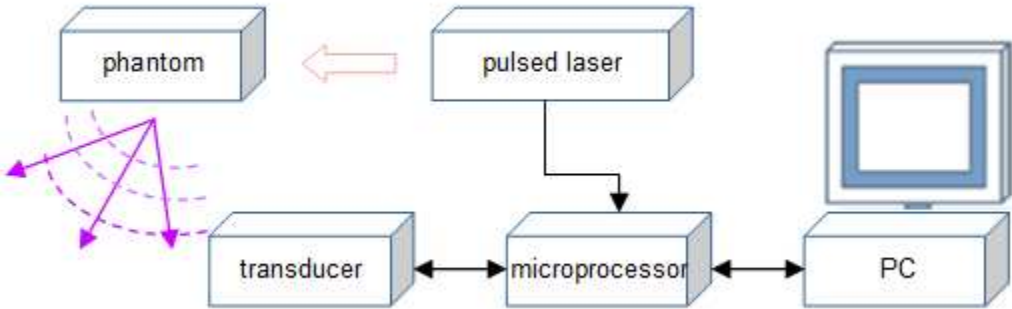 phantom
pulsed laser
transducer
microprocessor
PC